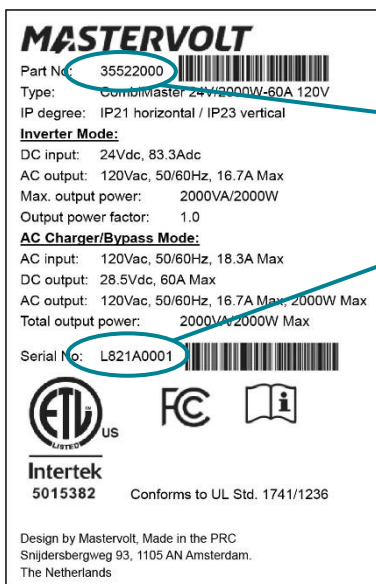 MASTERVOLT
Part No: 35522000
Type: CombiMaster 24V/2000W-60A 120V
IP degree: IP21 horizontal / IP23 vertical
Inverter Mode:
DC input: 24Vdc, 83.3Adc
AC output: 120Vac, 50/60Hz, 16.7A Max
Max. output power: 2000VA/2000W
Output power factor: 1.0
AC Charger/Bypass Mode:
AC input: 120Vac, 50/60Hz, 18.3A Max
DC output: 28.5Vdc, 60A Max
AC output: 120Vac, 50/60Hz, 16.7A Max, 2000W Max
Total output power: 2000VA/2000W Max
Serial No: L821A0001
ETL US
LISTED
FC
i
Intertek
5015382 Conforms to UL Std. 1741/1236
Design by Mastervolt, Made in the PRC
Snijdersbergweg 93, 1105 AN Amsterdam.
The Netherlands